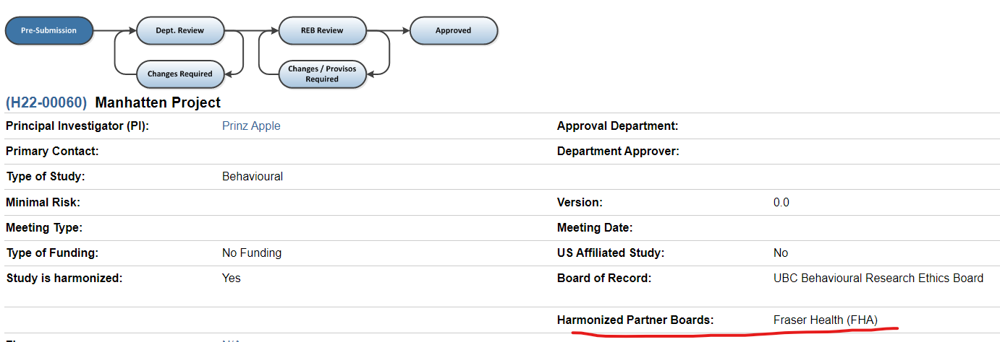 Pre-Submission
Dept. Review
REB Review
Approved
Changes Required
Changes / Provisos
Required
(H22-00060) Manhatten Project
Principal Investigator (PI): Prinz Apple Approval Department:
Primary Contact: Department Approver:
Type of Study: Behavioural
Minimal Risk: Version: 0.0
Meeting Type: Meeting Date:
Type of Funding: No Funding US Affiliated Study: No
Study is harmonized: Yes Board of Record: UBC Behavioural Research Ethics Board
Harmonized Partner Boards: Fraser Health (FHA)